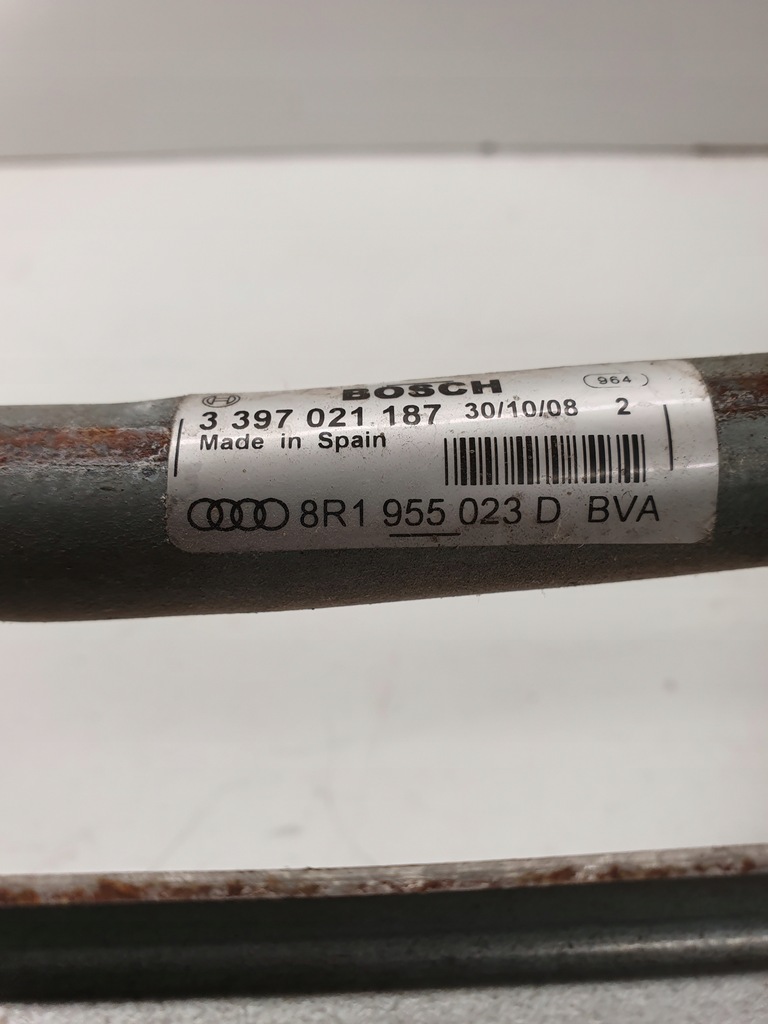 BOSCH 964
3 397 021 187 30/10/08 2
Made in Spain
8R1 955 023 D BVA